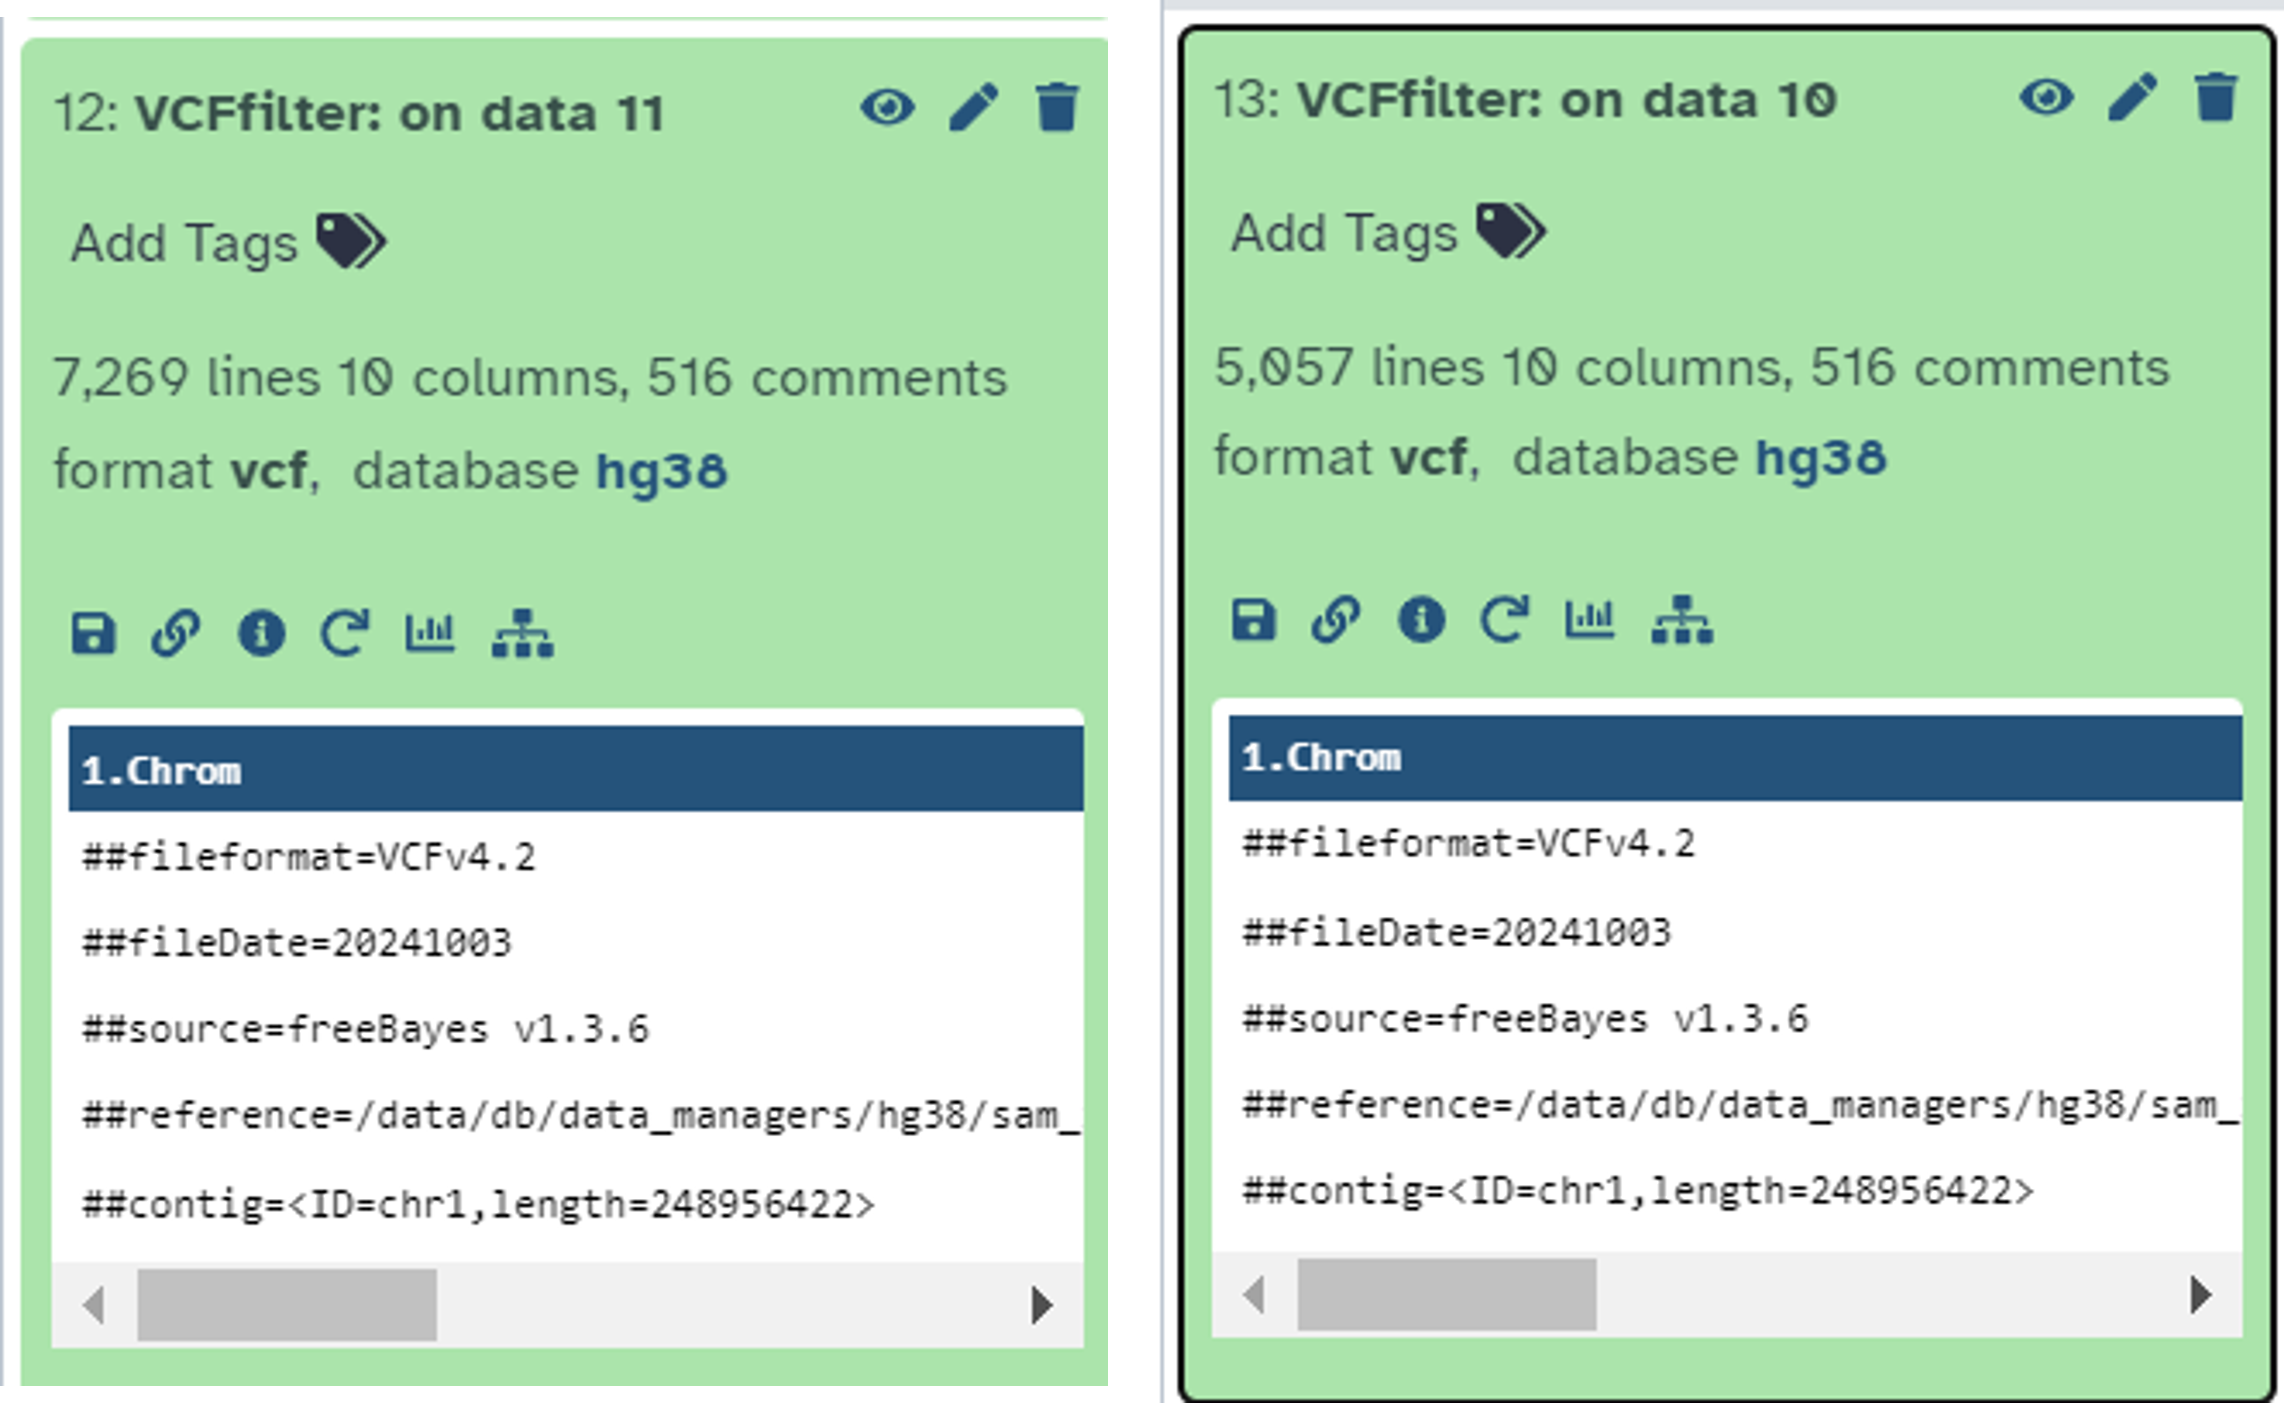 12: VCFfilter: on data 11
Add Tags
7,269 lines 10 columns, 516 comments
format vcf, database hg38
1.Chrom
##fileformat=VCFv4.2
##fileDate=20241003
##source=freeBayes v1.3.6
##reference=/data/db/data_managers/hg38/sam_
##contig=<ID=chr1,length=248956422>
13: VCFfilter: on data 10
Add Tags
5,057 lines 10 columns, 516 comments
format vcf, database hg38
1.Chrom
##fileformat=VCFv4.2
##fileDate=20241003
##source=freeBayes v1.3.6
##reference=/data/db/data_managers/hg38/sam_
##contig=<ID=chr1,length=248956422>